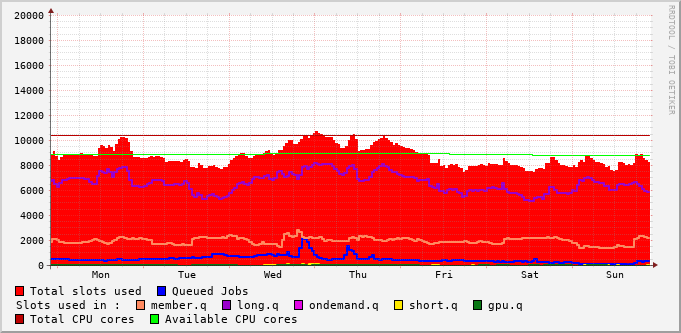 20000
18000
16000
14000
12000
10000
8000
6000
4000
2000
0
Mon Tue Wed Thu Fri Sat Sun
RRDTOOL / TOBI OETIKER
Total slots used Queued Jobs
Slots used in : member.q long.q ondemand.q short.q gpu.q
Total CPU cores Available CPU cores